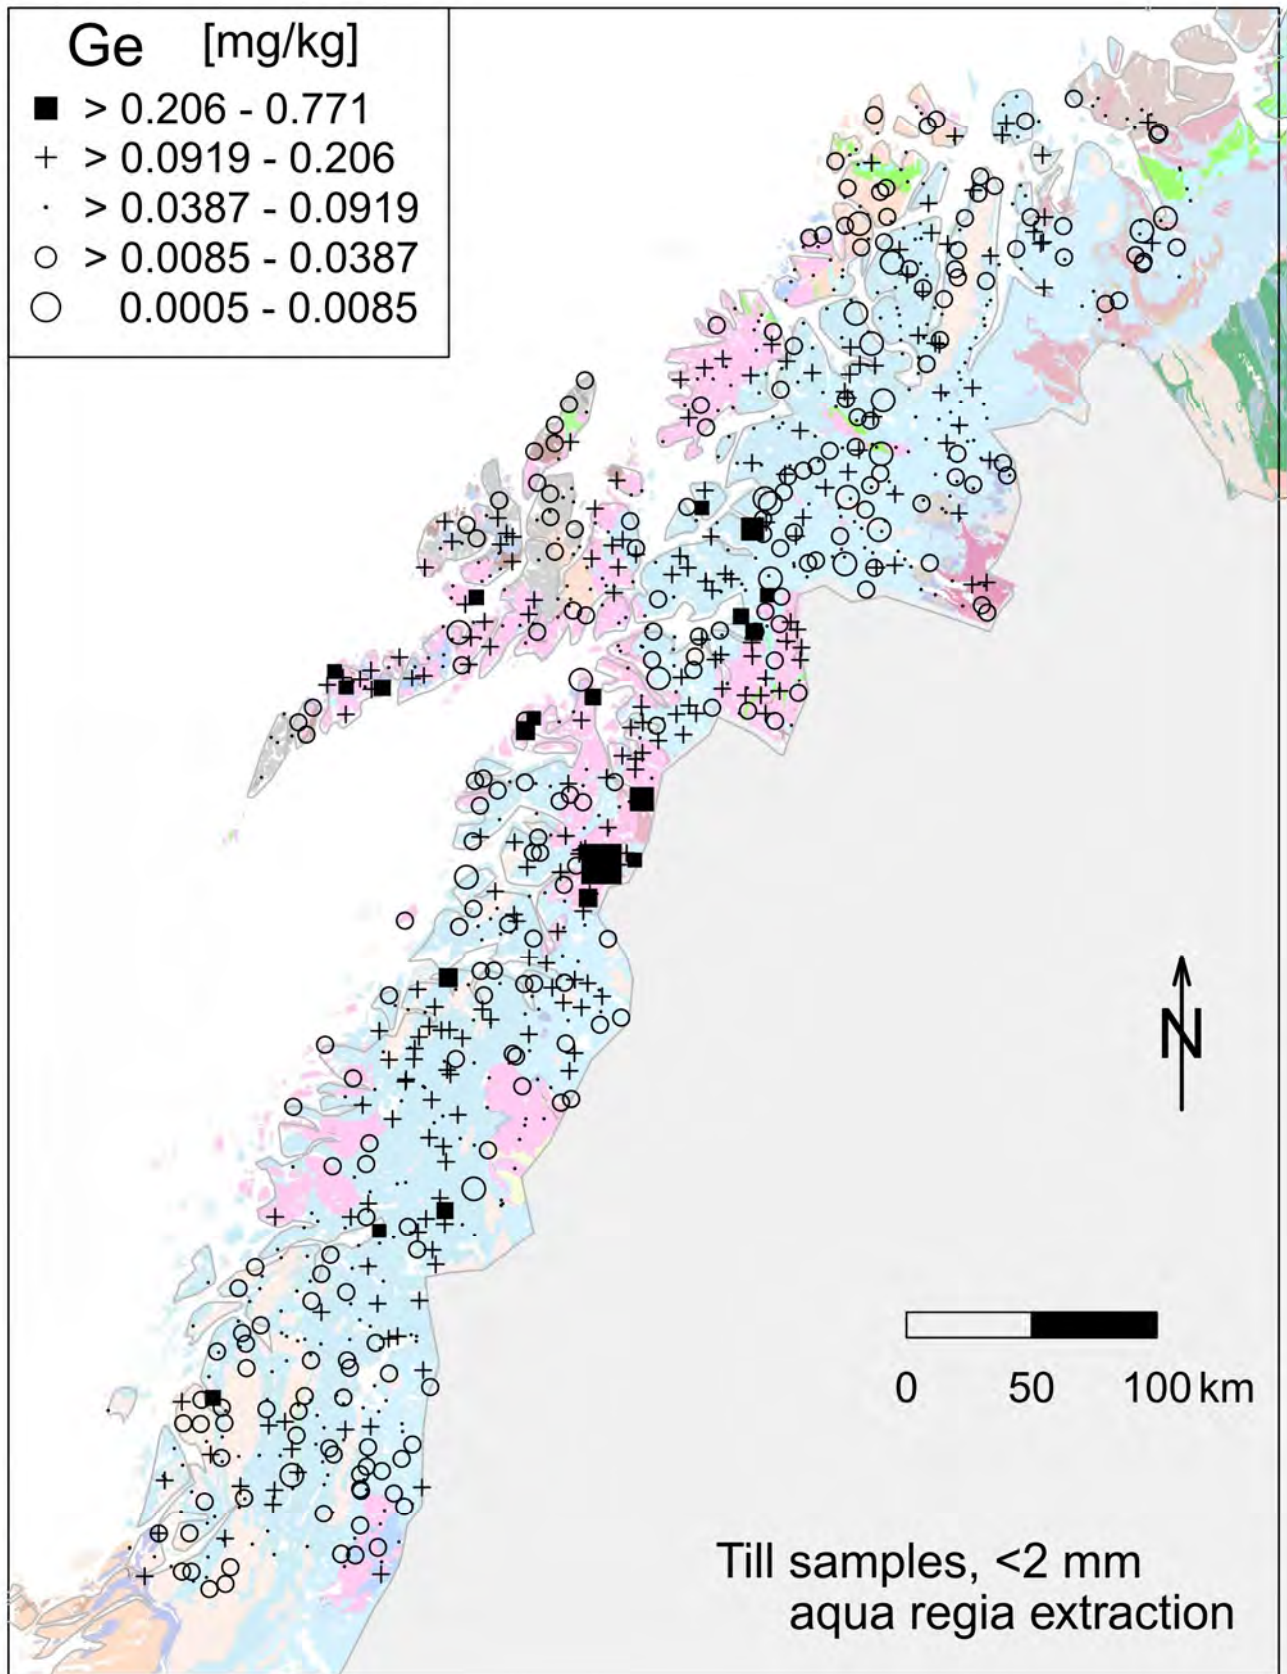 Ge [mg/kg]
> 0.206 - 0.771
> 0.0919 - 0.206
> 0.0387 - 0.0919
> 0.0085 - 0.0387
0.0005 - 0.0085
N
0 50 100 km
Till samples, <2 mm
aqua regia extraction